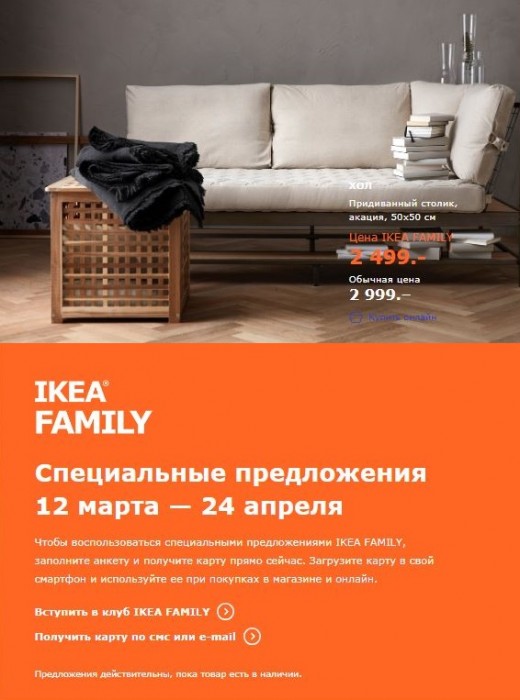 ХОЛ
Придиванный столик,
акация, 50х50 см
Цена IKEA FAMILY
2 499.–
Обычная цена
2 999.–
Купить онлайн
IKEA®
FAMILY
Специальные предложения
12 марта — 24 апреля
Чтобы воспользоваться специальными предложениями IKEA FAMILY,
заполните анкету и получите карту прямо сейчас. Загрузите карту в свой
смартфон и используйте ее при покупках в магазине и онлайн.
Вступить в клуб IKEA FAMILY
Получить карту по смс или e-mail
Предложения действительны, пока товар есть в наличии.